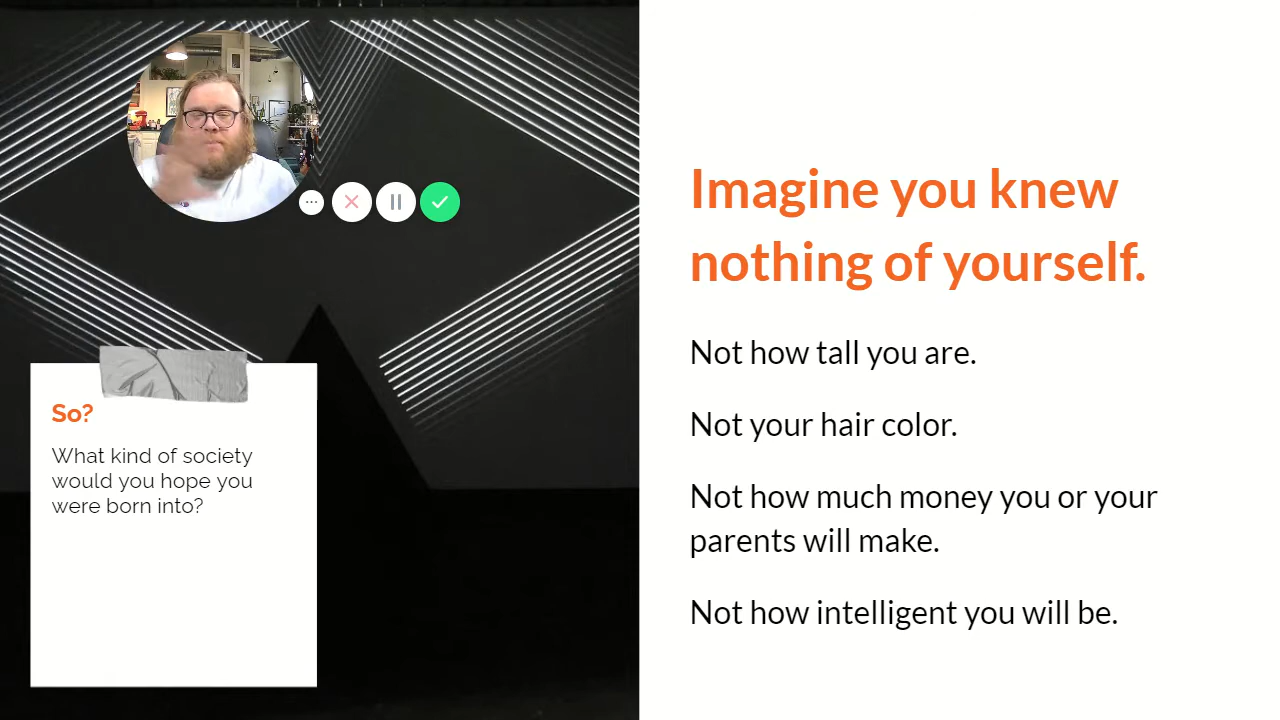 So?
What kind of society
would you hope you
were born into?
Imagine you knew
nothing of yourself.
Not how tall you are.
Not your hair color.
Not how much money you or your
parents will make.
Not how intelligent you will be.